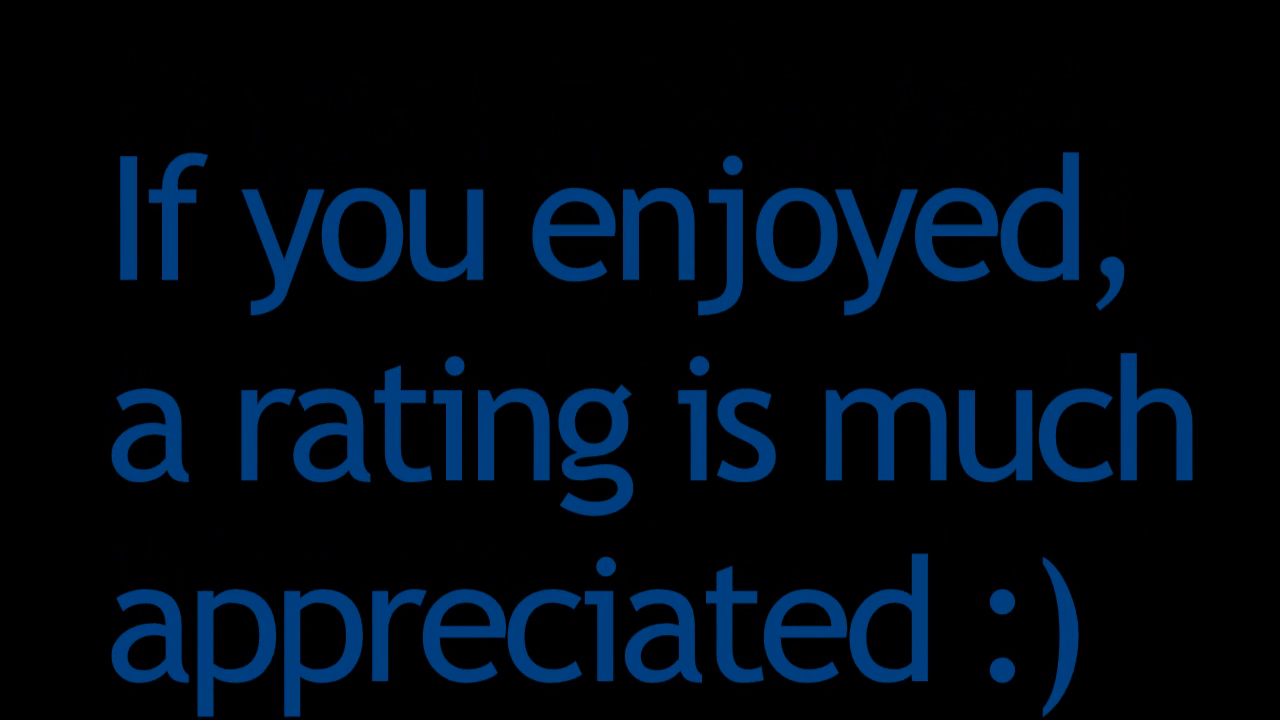 If you enjoyed,
a rating is much
appreciated :)